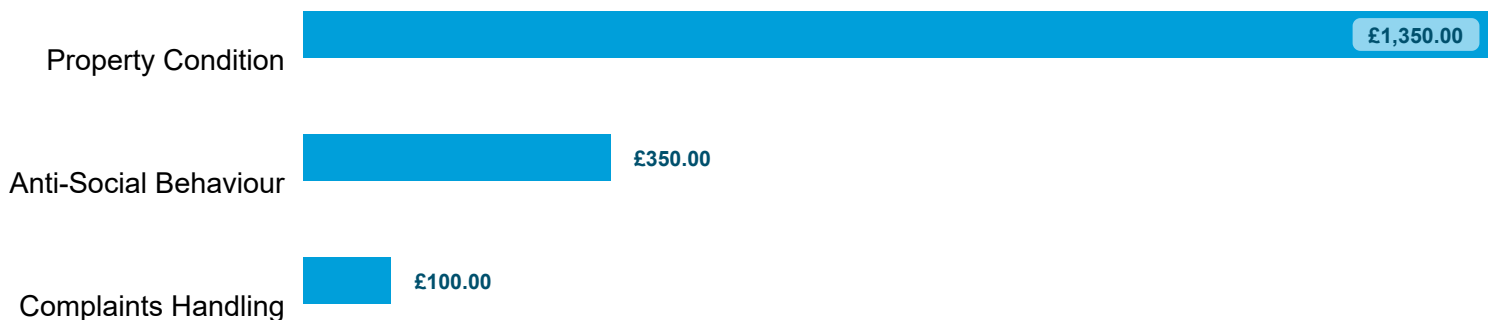 Property Condition £1,350.00
Anti-Social Behaviour £350.00
Complaints Handling £100.00